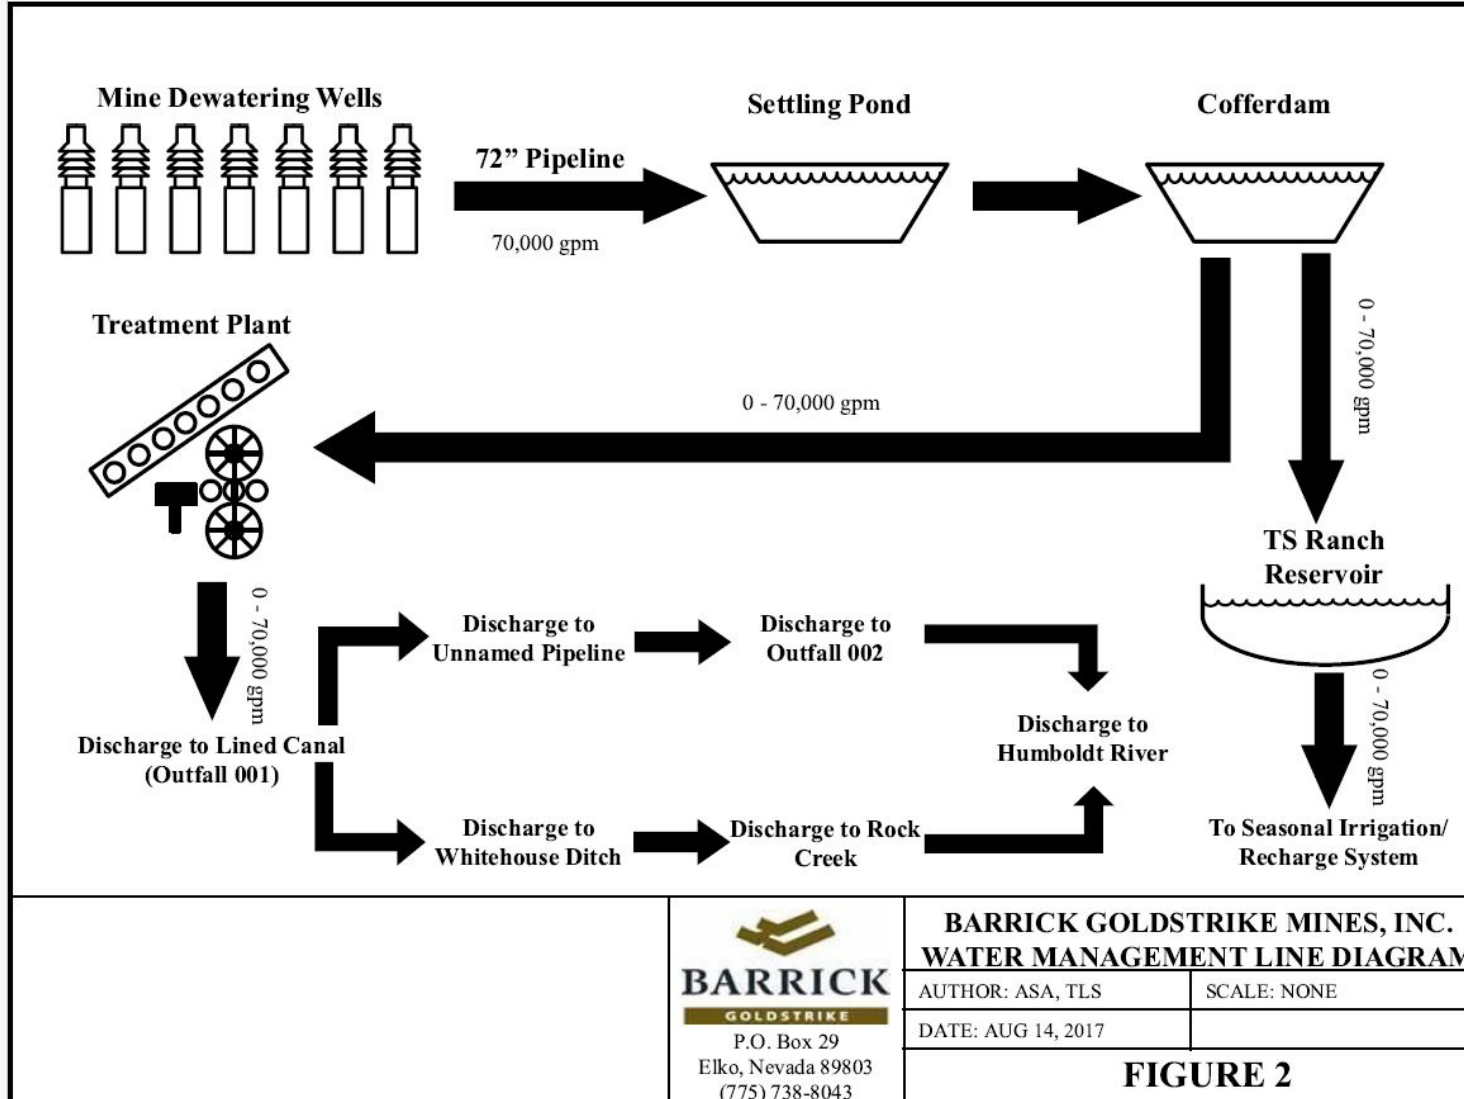 Mine Dewatering Wells
Settling Pond
Cofferdam
72” Pipeline
70,000 gpm
0 - 70,000 gpm
Treatment Plant
0 - 70,000 gpm
TS Ranch
Reservoir
0 - 70,000 gpm
Discharge to
Unnamed Pipeline
Discharge to
Outfall 002
0 - 70,000 gpm
Discharge to Lined Canal
(Outfall 001)
Discharge to
Humboldt River
Discharge to
Whitehouse Ditch
Discharge to Rock
Creek
To Seasonal Irrigation/
Recharge System
BARRICK
GOLDSTRIKE
P.O. Box 29
Elko, Nevada 89803
(775) 738-8043
BARRICK GOLDSTRIKE MINES, INC.
WATER MANAGEMENT LINE DIAGRAM
AUTHOR: ASA, TLS
SCALE: NONE
DATE: AUG 14, 2017
FIGURE 2